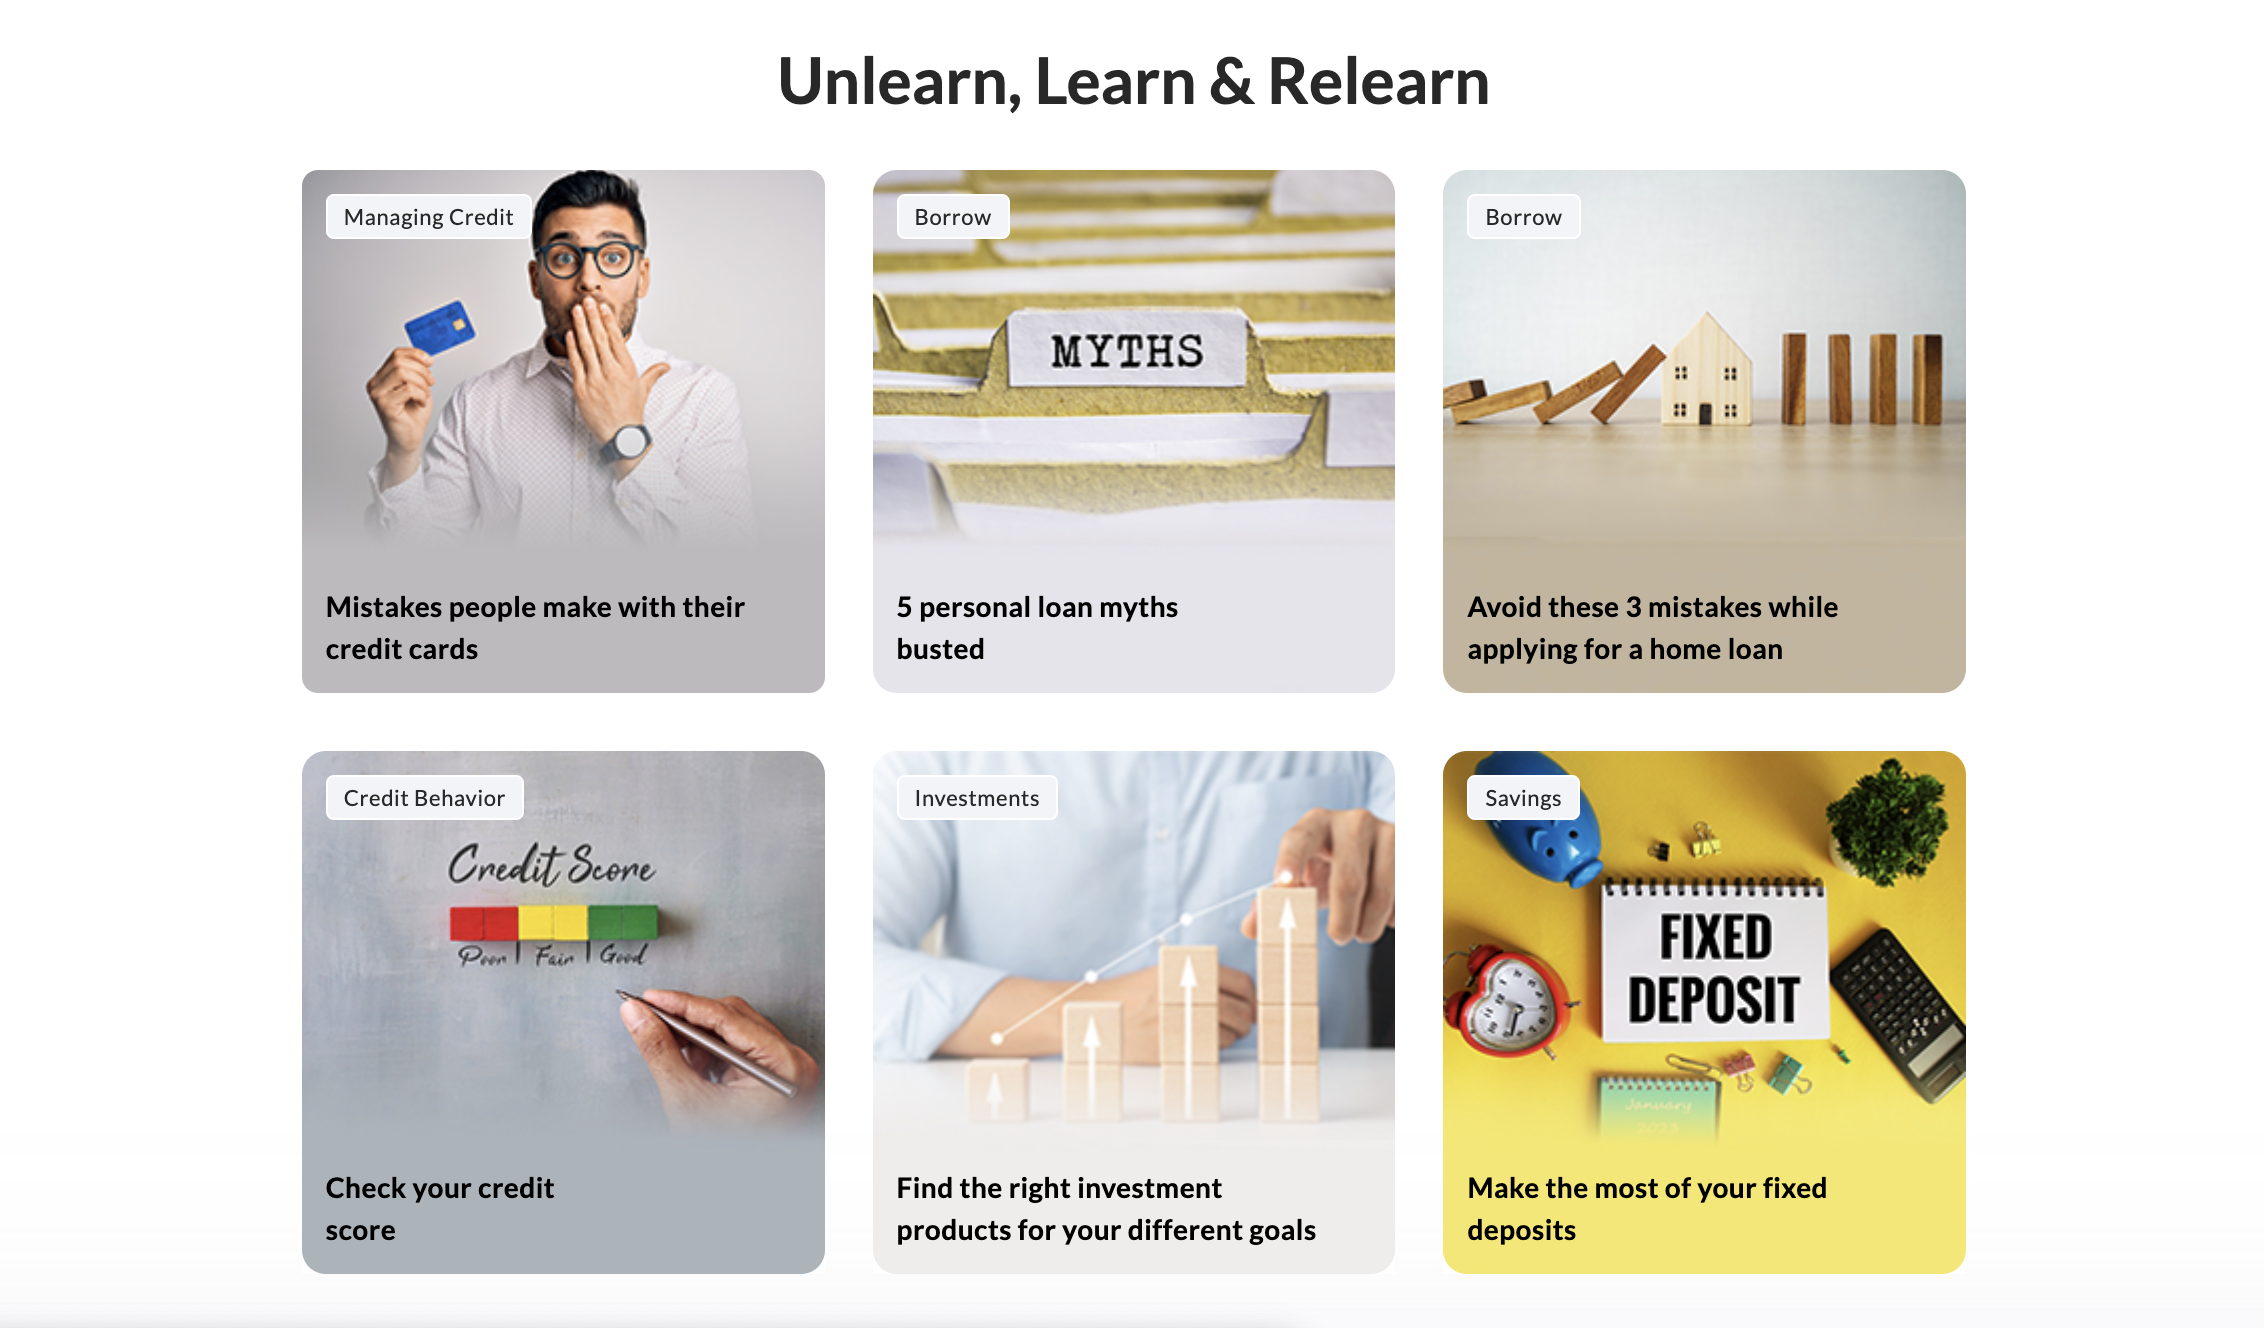 Unlearn, Learn & Relearn
Managing Credit
Mistakes people make with their
credit cards
Borrow
MYTHS
5 personal loan myths
busted
Borrow
Avoid these 3 mistakes while
applying for a home loan
Credit Behavior
Credit Score
Poor | Fair | Good
Check your credit
score
Investments
Find the right investment
products for your different goals
Savings
FIXED
DEPOSIT
January
Make the most of your fixed
deposits